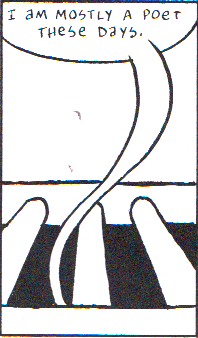 I AM MOSTLY A POET
THESE DAYS.